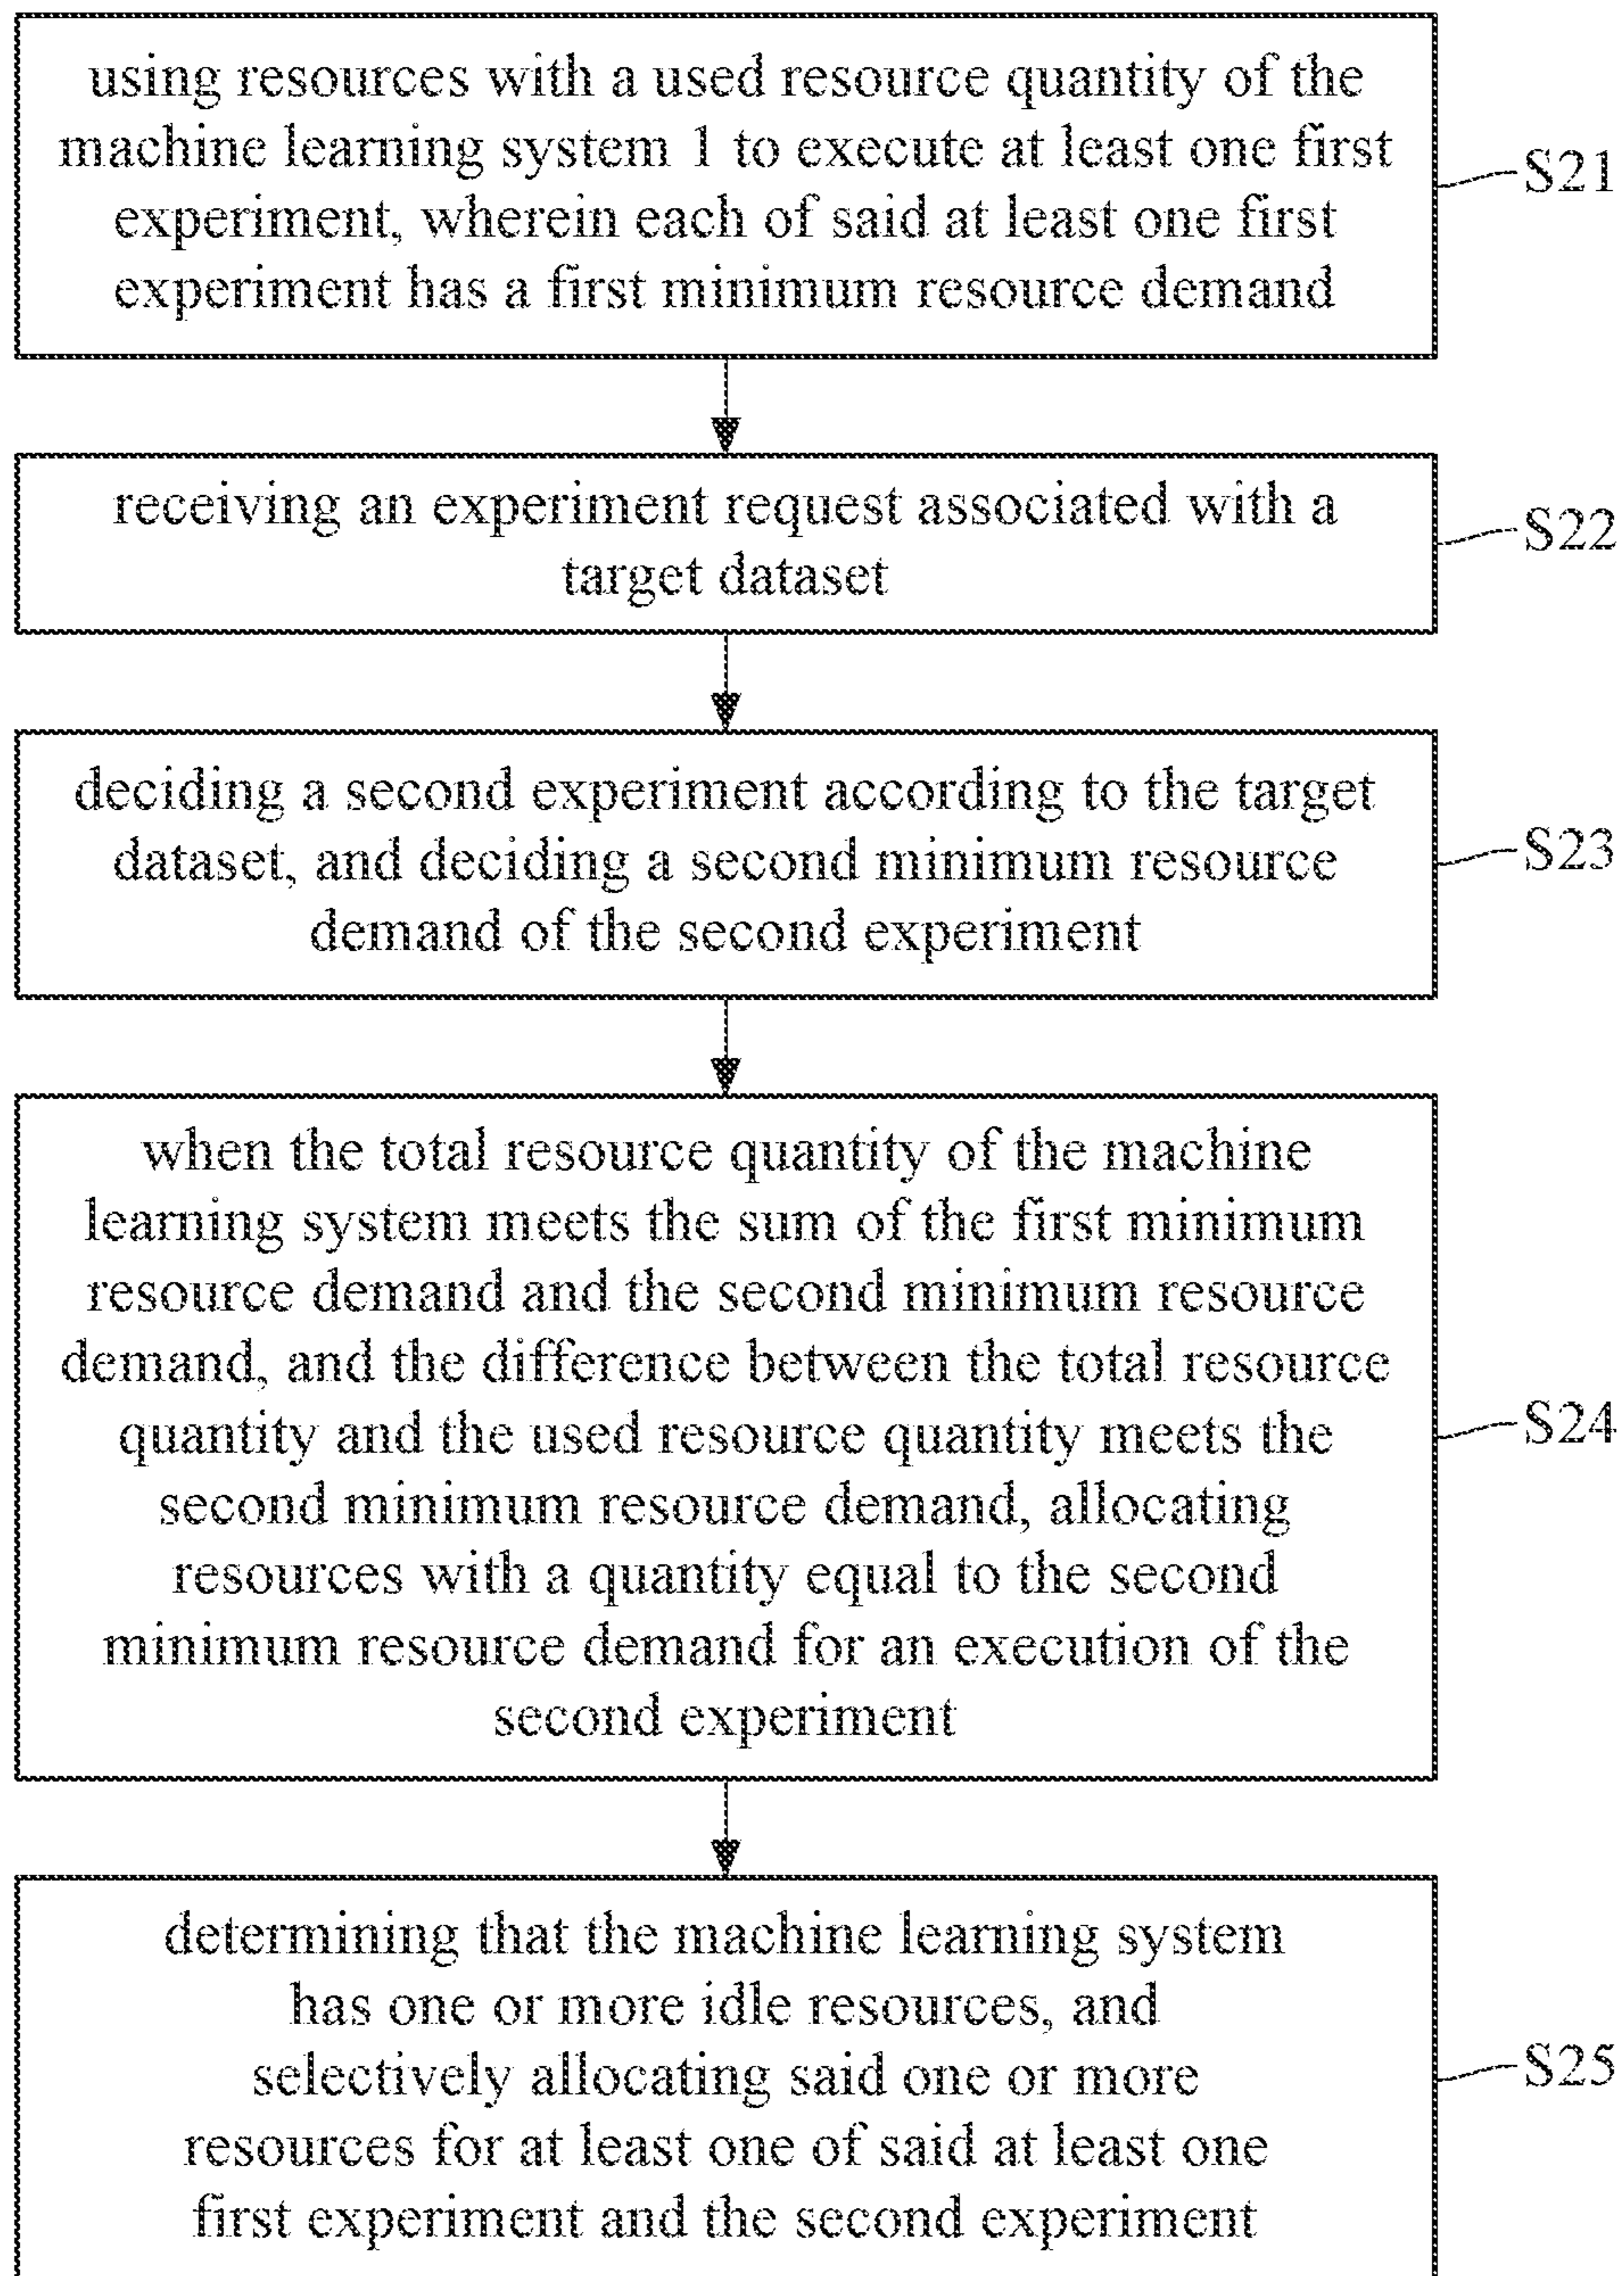 using resources with a used resource quantity of the
machine learning system 1 to execute at least one first
experiment, wherein each of said at least one first
experiment has a first minimum resource demand
S21
receiving an experiment request associated with a
target dataset
S22
deciding a second experiment according to the target
dataset, and deciding a second minimum resource
demand of the second experiment
S23
when the total resource quantity of the machine
learning system meets the sum of the first minimum
resource demand and the second minimum resource
demand, and the difference between the total resource
quantity and the used resource quantity meets the
second minimum resource demand, allocating
resources with a quantity equal to the second
minimum resource demand for an execution of the
second experiment
S24
determining that the machine learning system
has one or more idle resources, and
selectively allocating said one or more
resources for at least one of said at least one
first experiment and the second experiment
S25